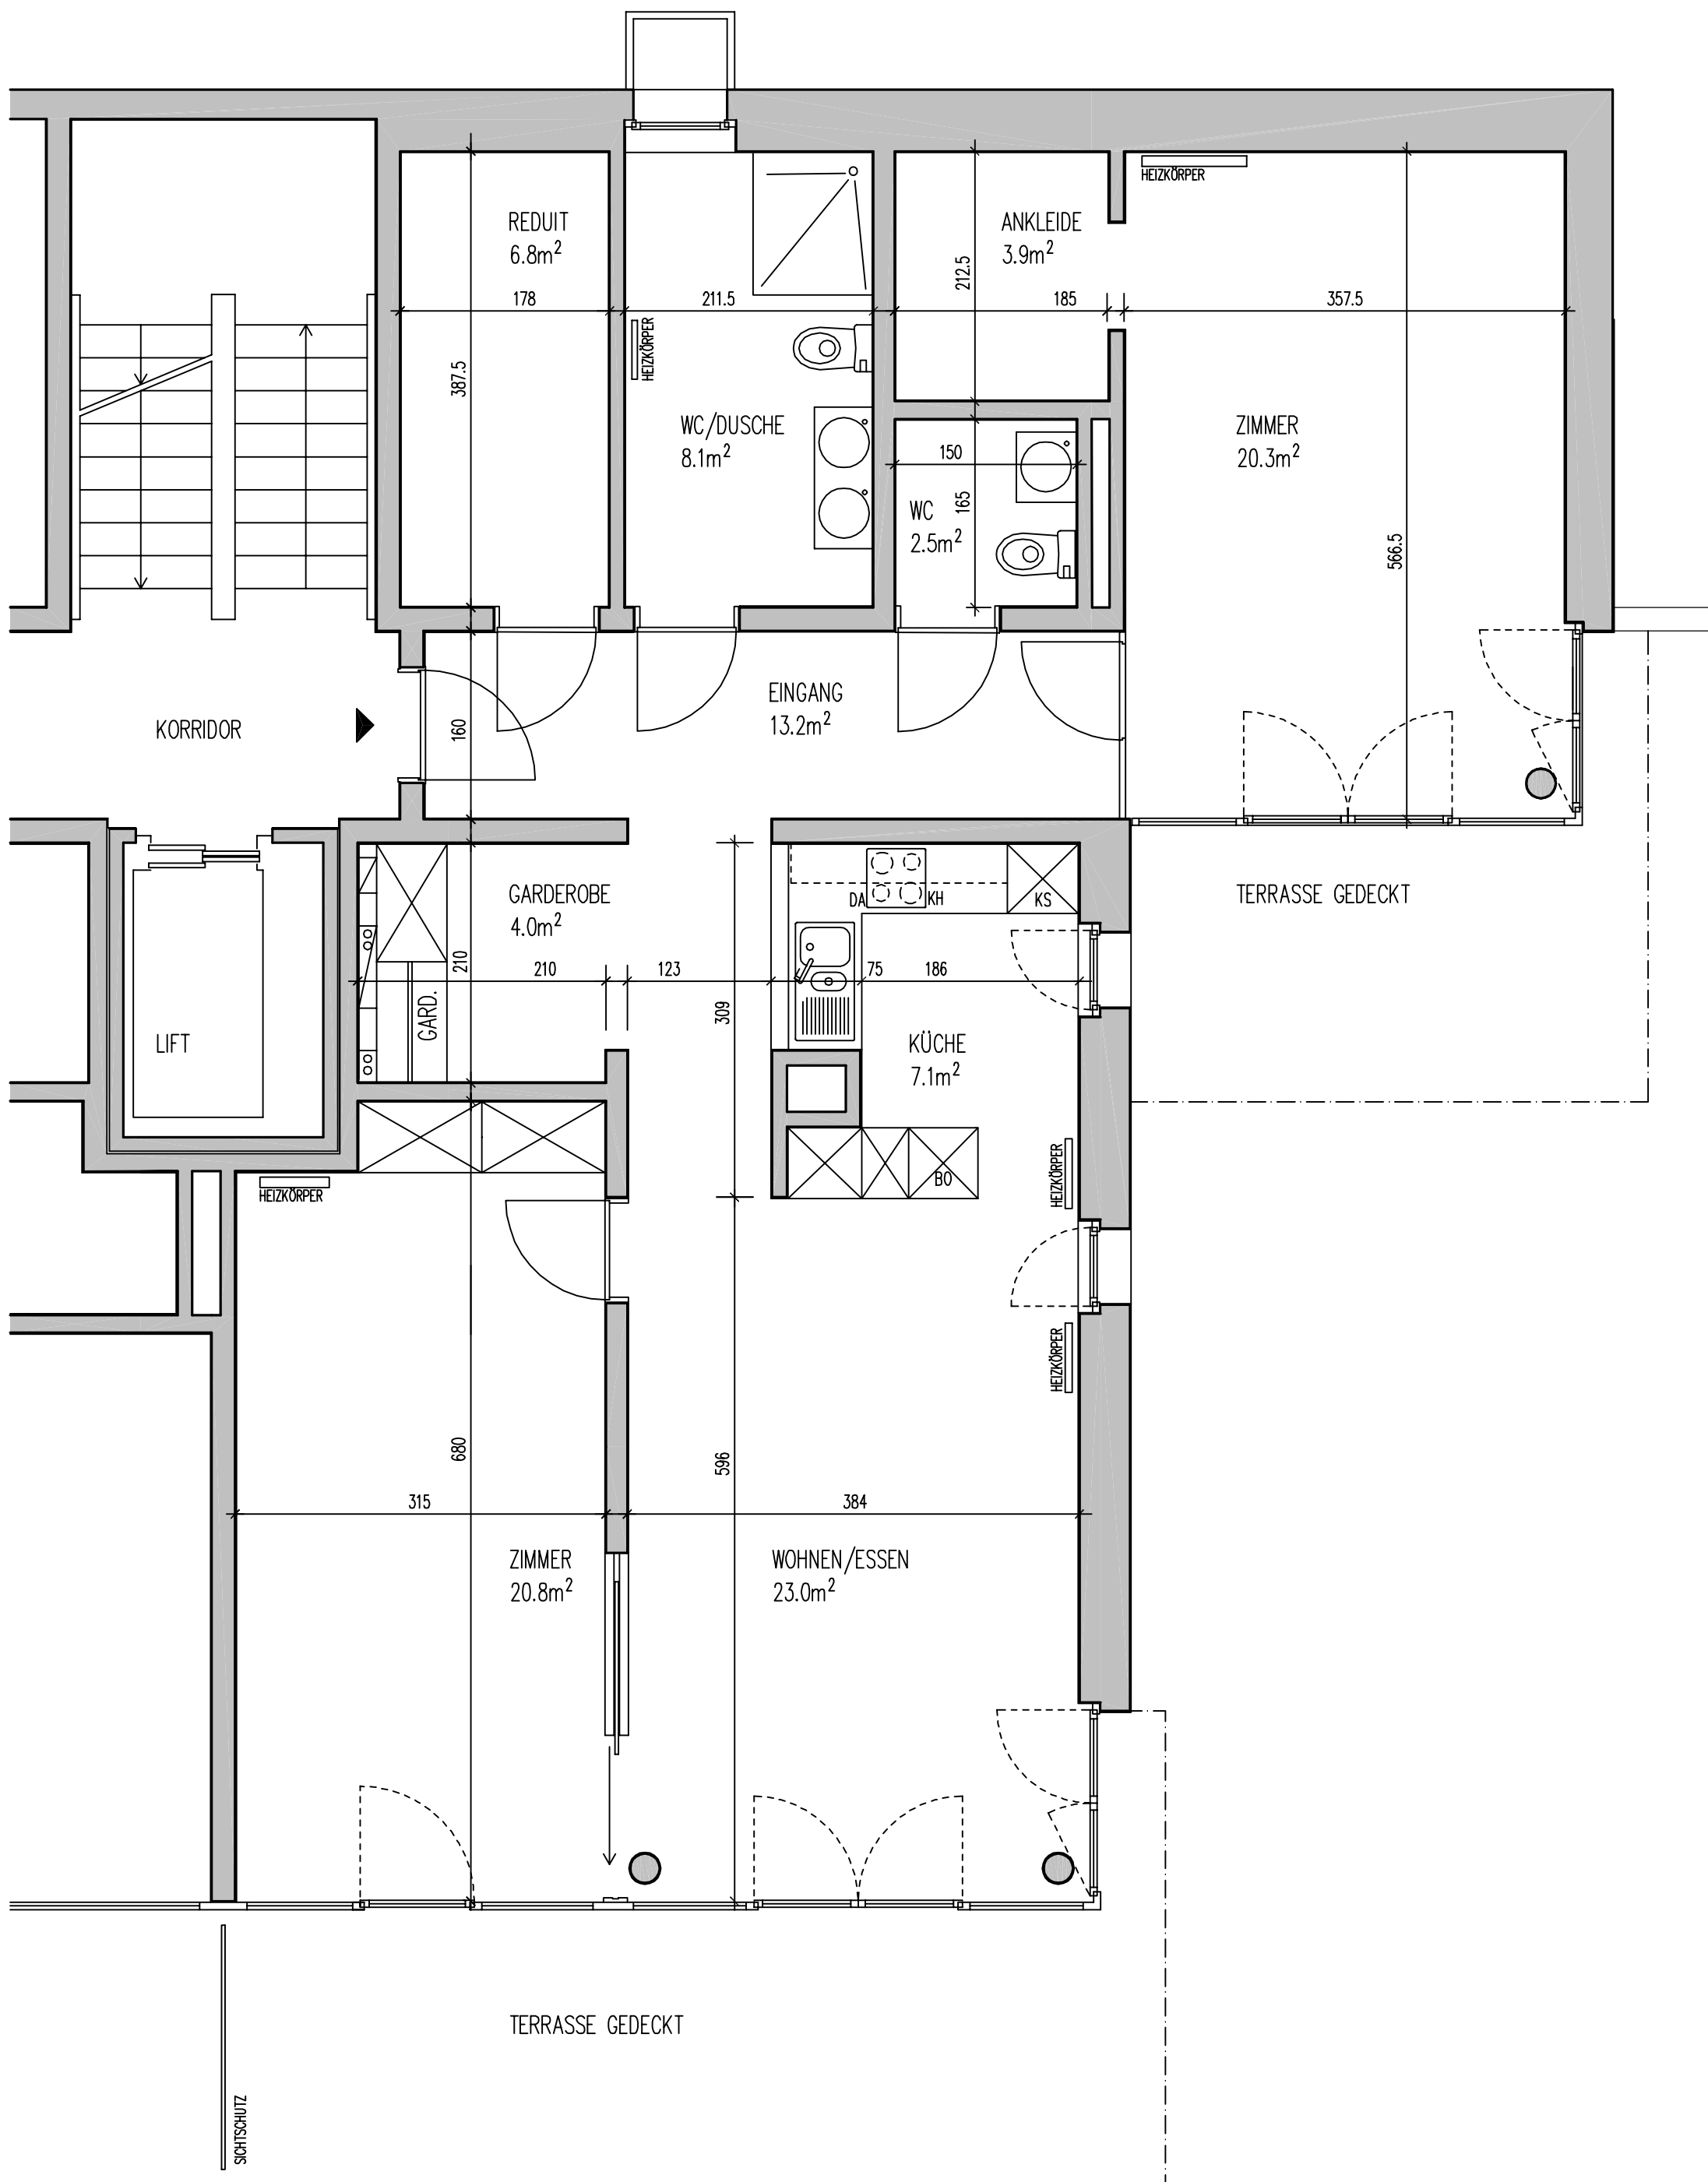 HEIZKÖRPER
REDUIT
6.8m²
ANKLEIDE
3.9m²
212.5
178
211.5
185
357.5
HEIZKÖRPER
387.5
WC/DUSCHE
8.1m²
ZIMMER
20.3m²
150
165
WC
2.5m²
566.5
EINGANG
13.2m²
KORRIDOR
160
GARDEROBE
4.0m²
DA
KH
KS
TERRASSE GEDECKT
210
210
123
75
186
GARD.
309
LIFT
KÜCHE
7.1m²
HEIZKÖRPER
BO
HEIZKÖRPER
HEIZKÖRPER
680
596
315
384
ZIMMER
20.8m²
WOHNEN/ESSEN
23.0m²
TERRASSE GEDECKT
SICHTSCHUTZ